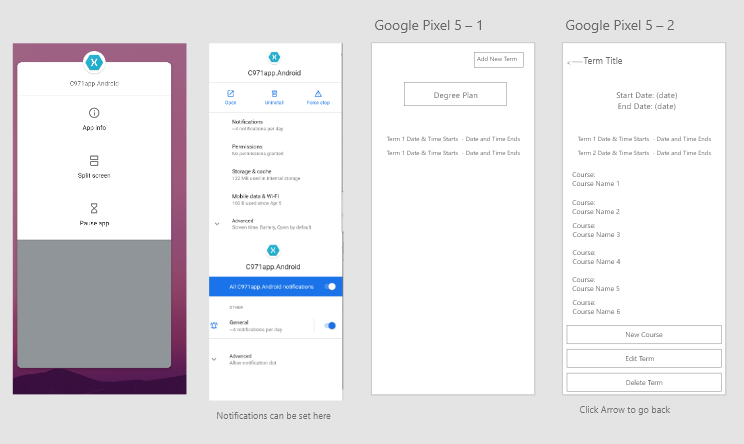 C971app.Android
App info
Split screen
Pause app
C971app.Android
Open
Uninstall
Force stop
Notifications
~4 notifications per day
Permissions
No permissions granted
Storage & cache
132 MB used in internal storage
Mobile data & Wi-Fi
Advanced
Screen time, Battery, Open by default
C971app.Android
All C971app.Android notifications
OTHER
General
~4 notifications per day
Advanced
Allow notification dot
Notifications can be set here
Google Pixel 5 – 1
Add New Term
Degree Plan
Term 1 Date & Time Starts - Date and Time Ends
Term 1 Date & Time Starts - Date and Time Ends
Google Pixel 5 – 2
Term Title
Start Date: (date)
End Date: (date)
Term 1 Date & Time Starts - Date and Time Ends
Term 2 Date & Time Starts - Date and Time Ends
Course:
Course Name 1
Course:
Course Name 2
Course:
Course Name 3
Course:
Course Name 4
Course:
Course Name 5
Course:
Course Name 6
New Course
Edit Term
Delete Term
Click Arrow to go back